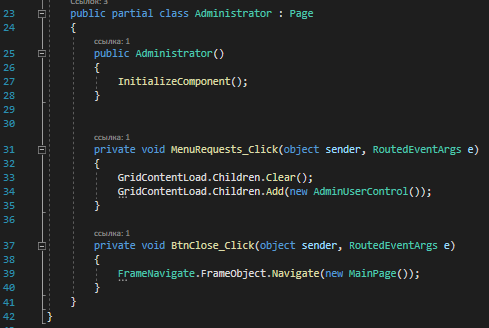 Ссылок: 3
23 public partial class Administrator : Page
24 {
ссылка: 1
25 public Administrator()
26 {
27 InitializeComponent();
28 }
29
30
ссылка: 1
31 private void MenuRequests_Click(object sender, RoutedEventArgs e)
32 {
33 GridContentLoad.Children.Clear();
34 GridContentLoad.Children.Add(new AdminUserControl());
35 }
36
ссылка: 1
37 private void BtnClose_Click(object sender, RoutedEventArgs e)
38 {
39 FrameNavigate.FrameObject.Navigate(new MainPage());
40 }
41 }
42 }